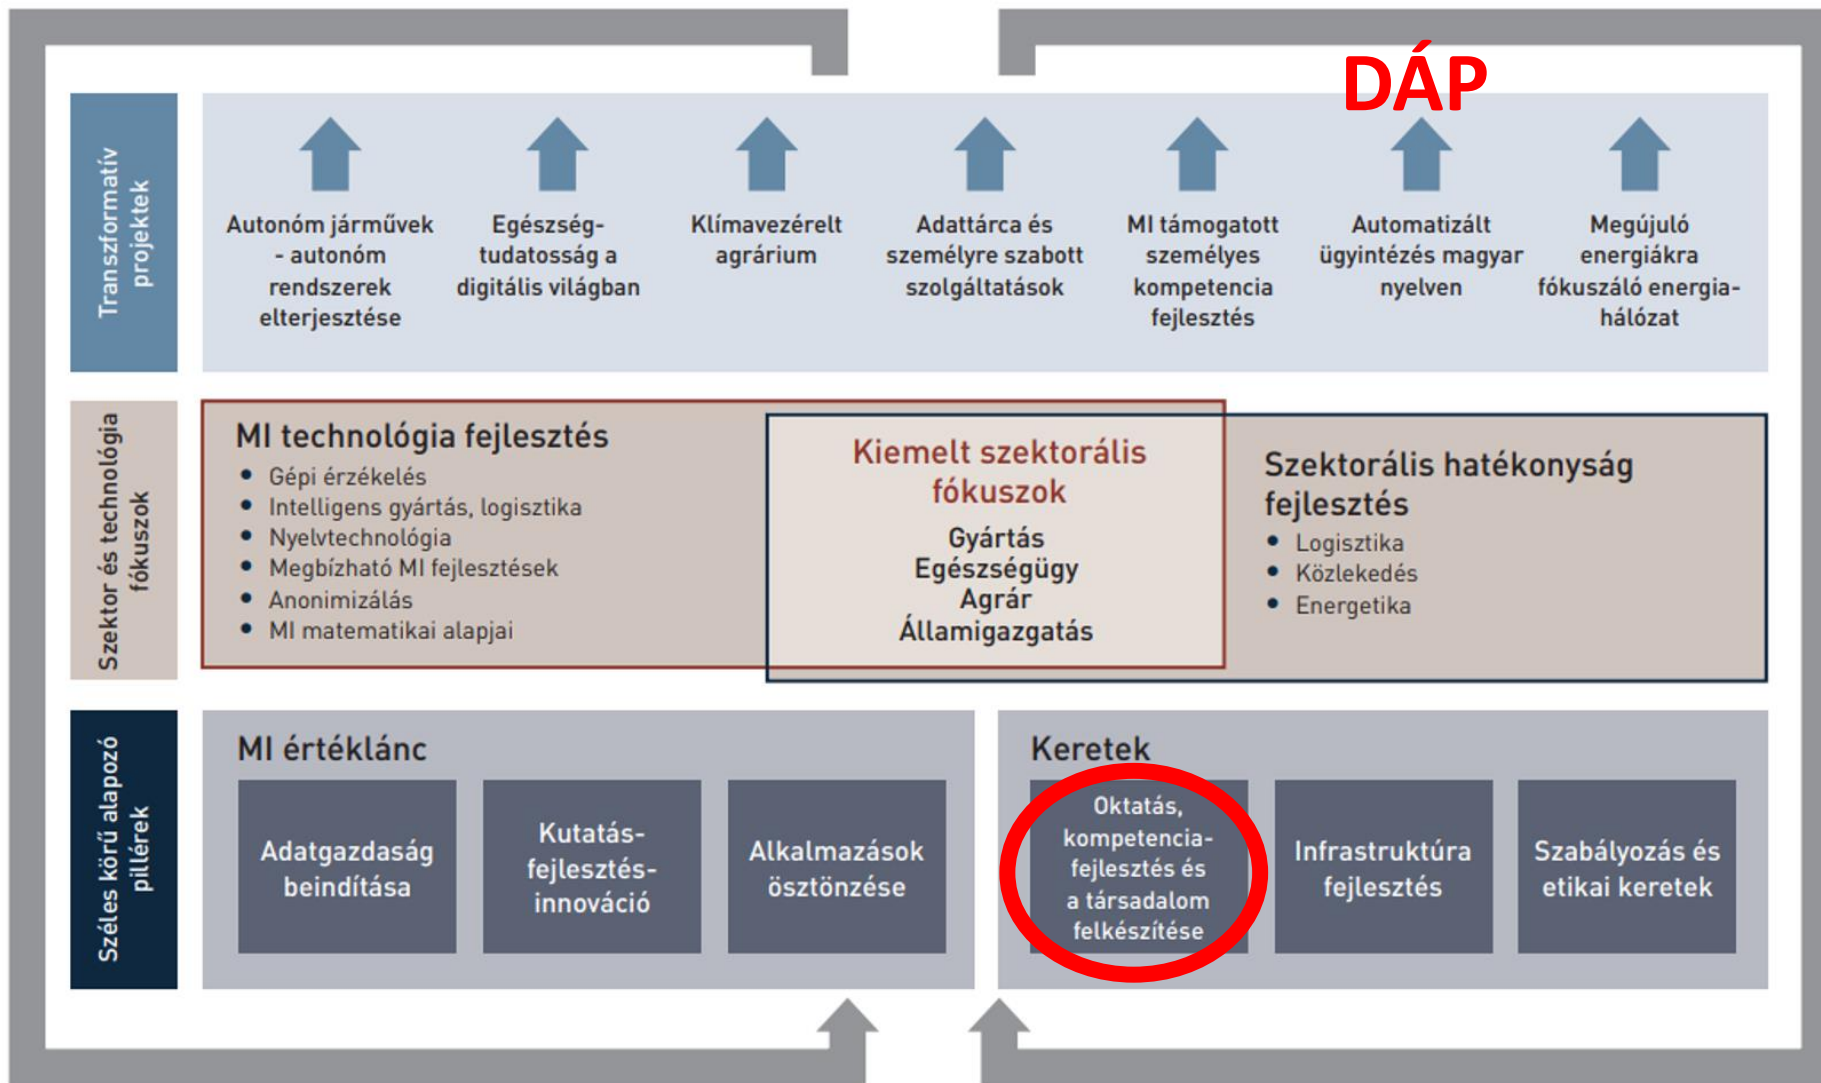 DÁP
Transzformatív
projektek
Autonóm járművek
- autonóm
rendszerek
elterjesztése
Egészség-
tudatosság a
digitális világban
Klímavezérelt
agrárium
Adattárca és
személyre szabott
szolgáltatások
MI támogatott
személyes
kompetencia
fejlesztés
Automatizált
ügyintézés magyar
nyelven
Megújuló
energiákra
fókuszáló energia-
hálózat
Szektor és technológia
fókuszok
MI technológia fejlesztés
• Gépi érzékelés
• Intelligens gyártás, logisztika
• Nyelvtechnológia
• Megbízható MI fejlesztések
• Anonimizálás
• MI matematikai alapjai
Kiemelt szektorális
fókuszok
Gyártás
Egészségügy
Agrár
Államigazgatás
Szektorális hatékonyság
fejlesztés
• Logisztika
• Közlekedés
• Energetika
Széles körű alapozó
pillérek
MI értéklánc
Adatgazdaság
beindítása
Kutatás-
fejlesztés-
innováció
Alkalmazások
ösztönzése
Keretek
Oktatás,
kompetencia-
fejlesztés és
a társadalom
felkészítése
Infrastruktúra
fejlesztés
Szabályozás és
etikai keretek